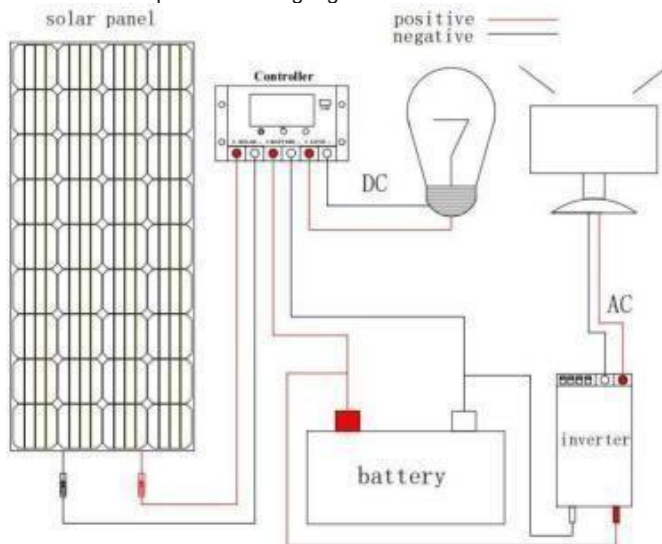 solar panel
positive
negative
Controller
DC
AC
battery
inverter